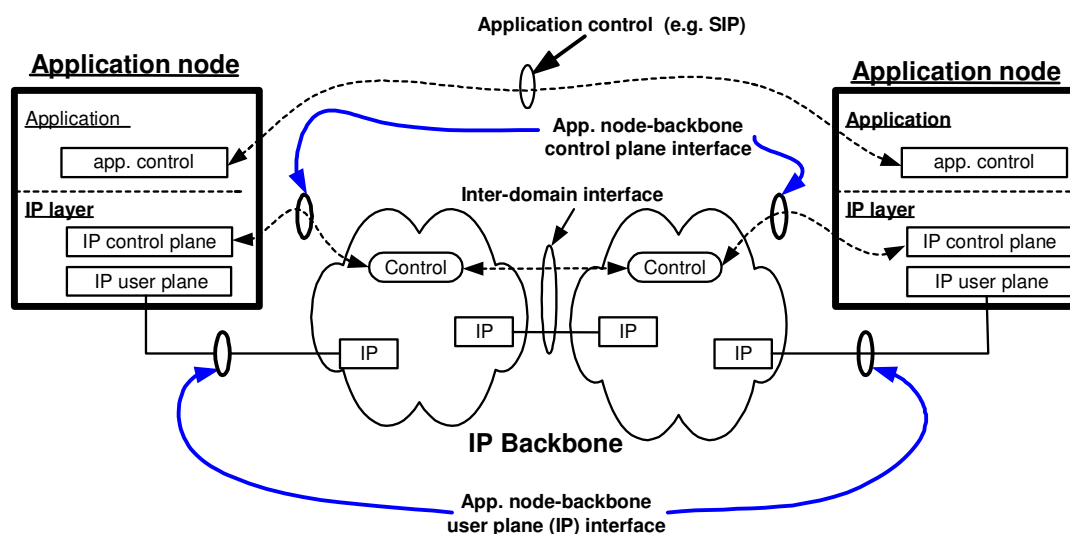 Application control (e.g. SIP)
Application node
Application node
Application
Application
app. control
app. control
App. node-backbone
control plane interface
Inter-domain interface
IP layer
IP layer
IP control plane
IP control plane
IP user plane
IP user plane
Control
Control
IP
IP
IP
IP
IP Backbone
App. node-backbone
user plane (IP) interface